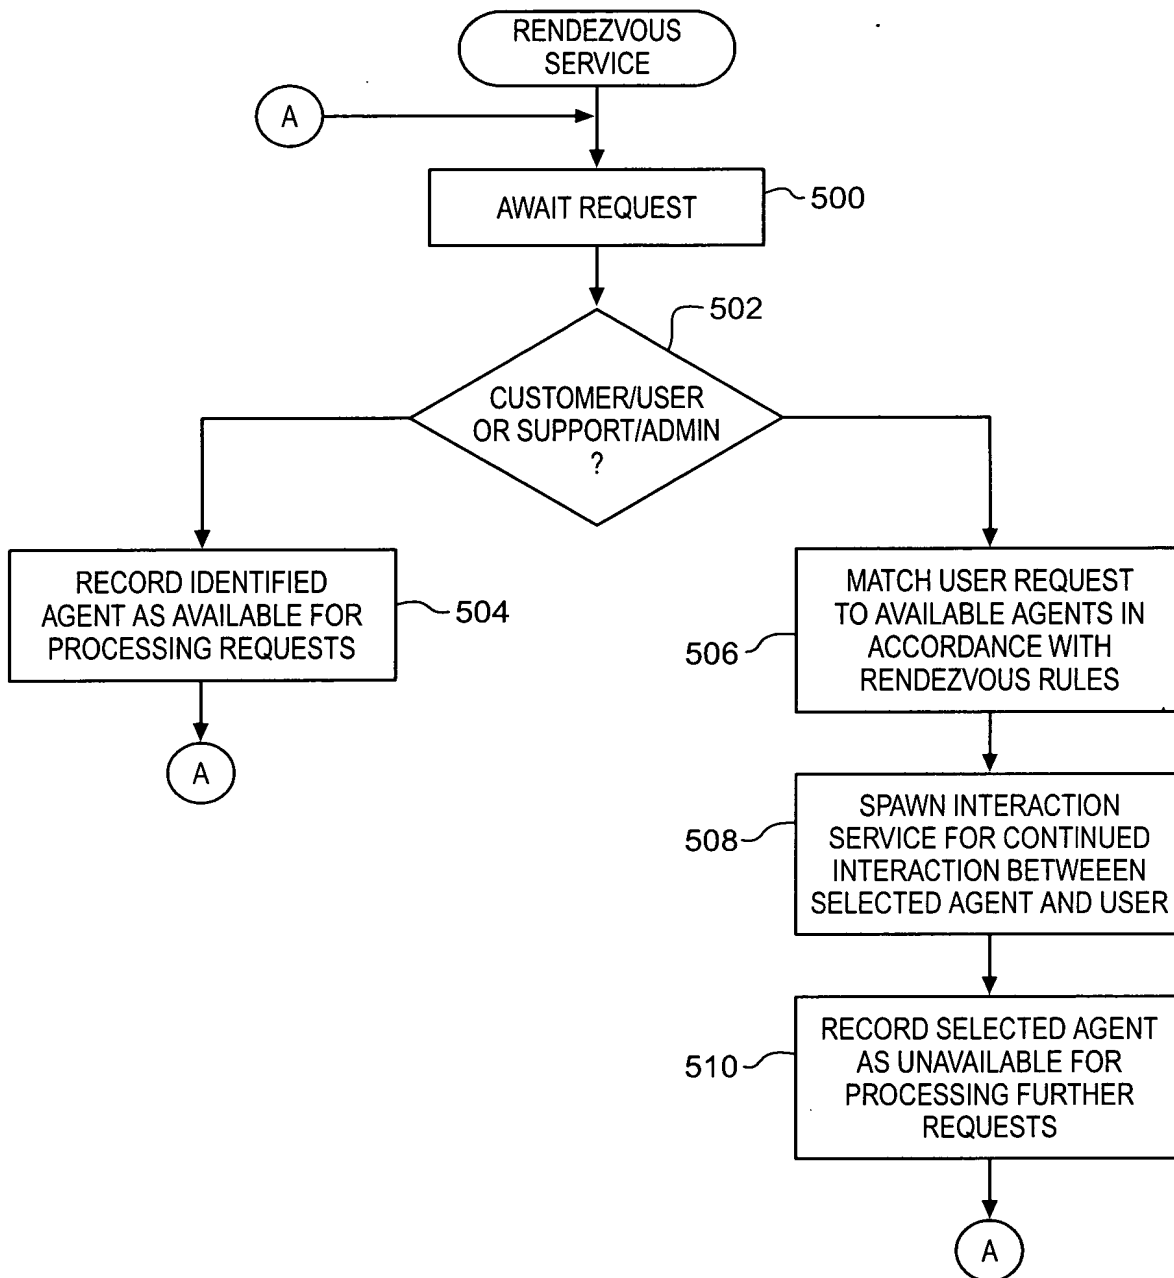 RENDEZVOUS
SERVICE
A
AWAIT REQUEST
500
502
CUSTOMER/USER
OR SUPPORT/ADMIN
?
RECORD IDENTIFIED
AGENT AS AVAILABLE FOR
PROCESSING REQUESTS
504
A
MATCH USER REQUEST
TO AVAILABLE AGENTS IN
ACCORDANCE WITH
RENDEZVOUS RULES
506
SPAWN INTERACTION
SERVICE FOR CONTINUED
INTERACTION BETWEEEN
SELECTED AGENT AND USER
508
RECORD SELECTED AGENT
AS UNAVAILABLE FOR
PROCESSING FURTHER
REQUESTS
510
A